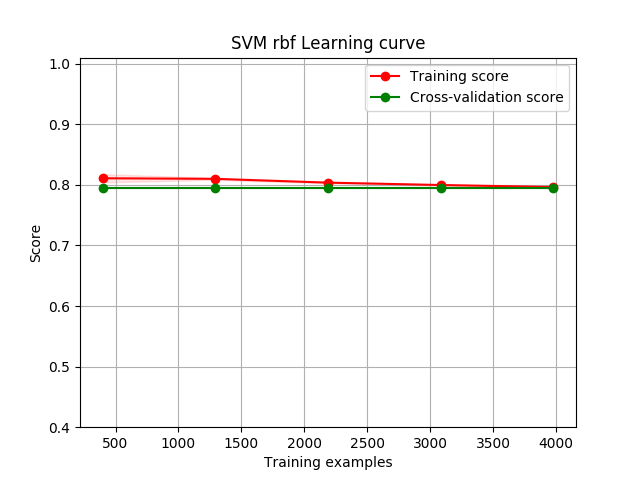 SVM rbf Learning curve
1.0
0.9
0.8
0.7
0.6
0.5
0.4
Score
Training score
Cross-validation score
500 1000 1500 2000 2500 3000 3500 4000
Training examples